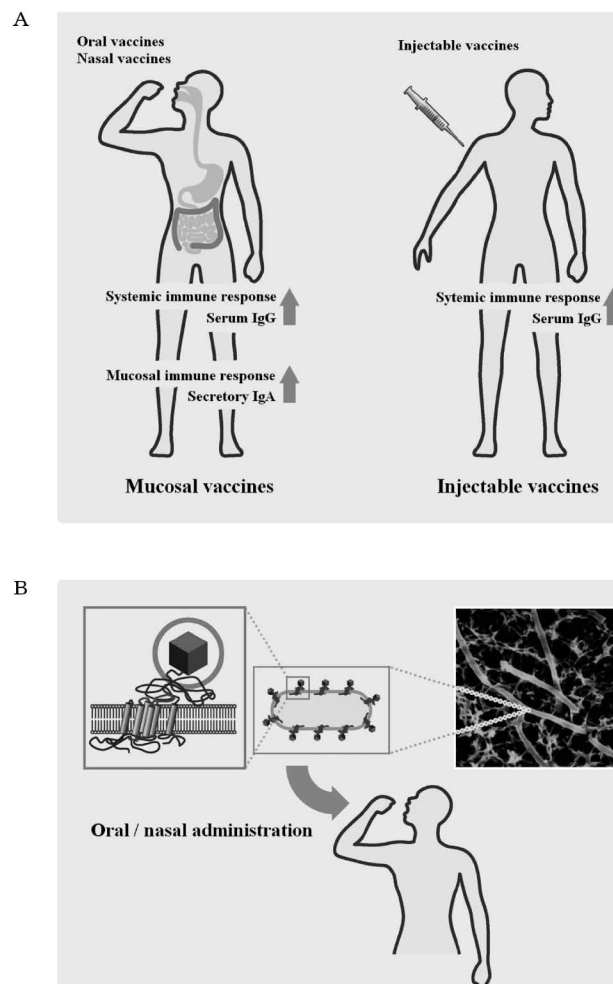 A
Oral vaccines
Nasal vaccines
Injectable vaccines
Systemic immune response
Serum IgG
Sytemic immune response
Serum IgG
Mucosal immune response
Secretory IgA
Mucosal vaccines
Injectable vaccines
B
Oral / nasal administration